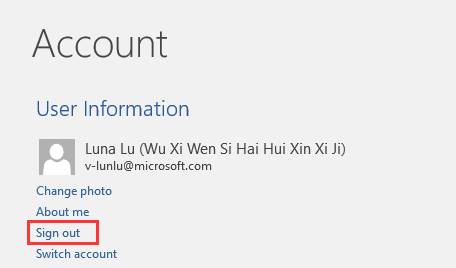 Account
User Information
Luna Lu (Wu Xi Wen Si Hai Hui Xin Xi Ji)
v-lunlu@microsoft.com
Change photo
About me
Sign out
Switch account